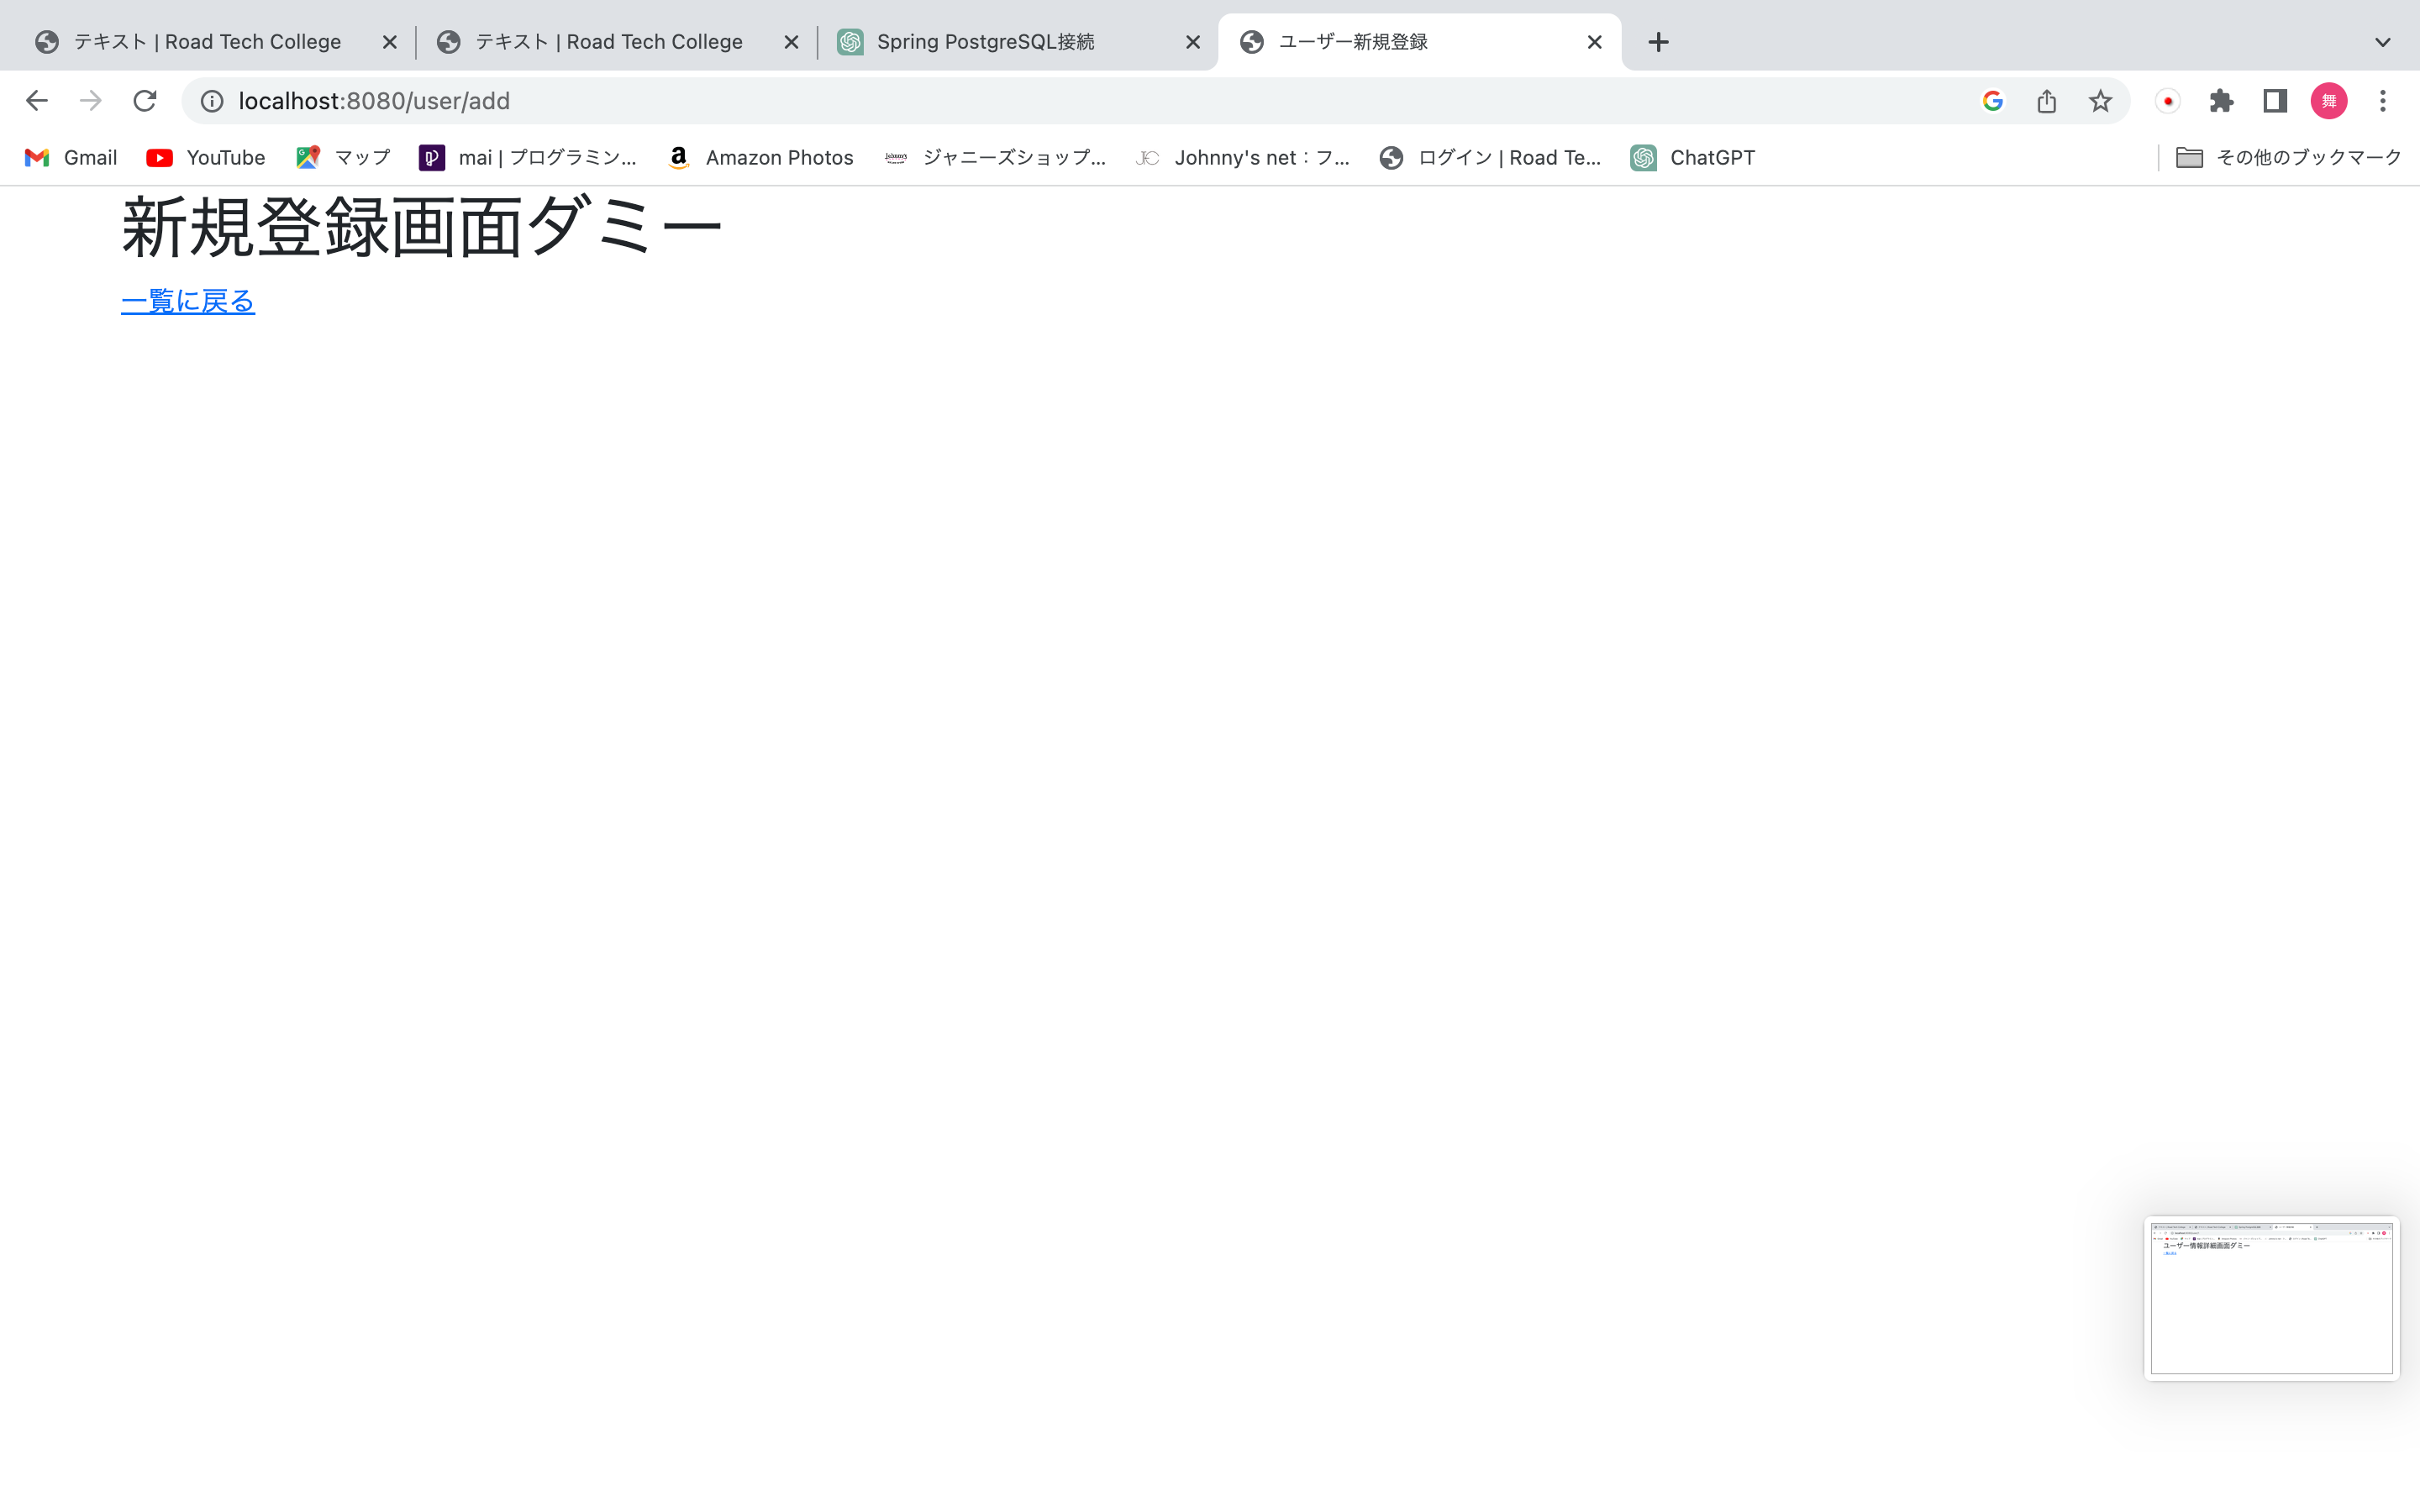 テキスト | Road Tech College
テキスト | Road Tech College
Spring PostgreSQL接続
ユーザー新規登録
localhost:8080/user/add
舞
Gmail
YouTube
マップ
mai | プログラミン...
Amazon Photos
ジャニーズショップ...
Johnny's net：フ...
ログイン | Road Te...
ChatGPT
その他のブックマーク
新規登録画面ダミー
一覧に戻る
ユーザー情報詳細画面ダミー